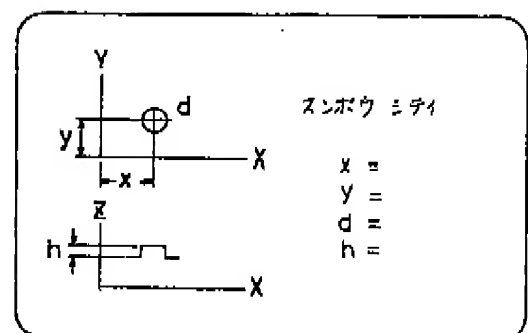 Y
d
y
X
x
Z
h
X
スンポウ シテイ
x =
y =
d =
h =